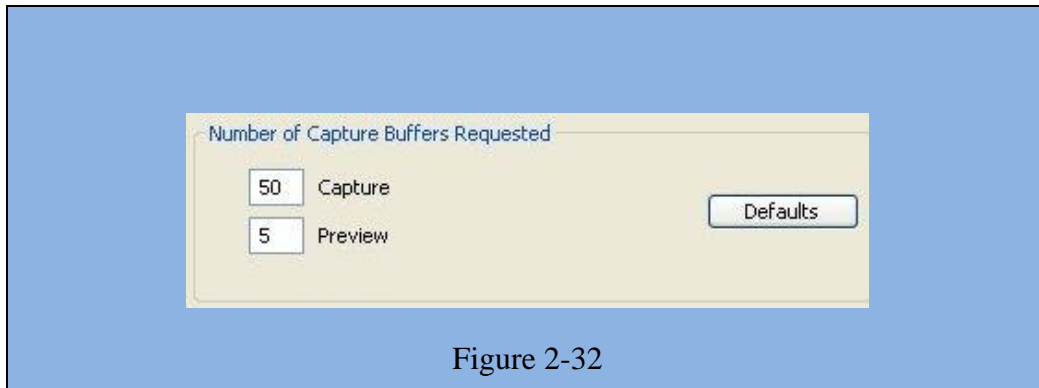 Number of Capture Buffers Requested
50 Capture
5 Preview
Defaults
Figure 2-32